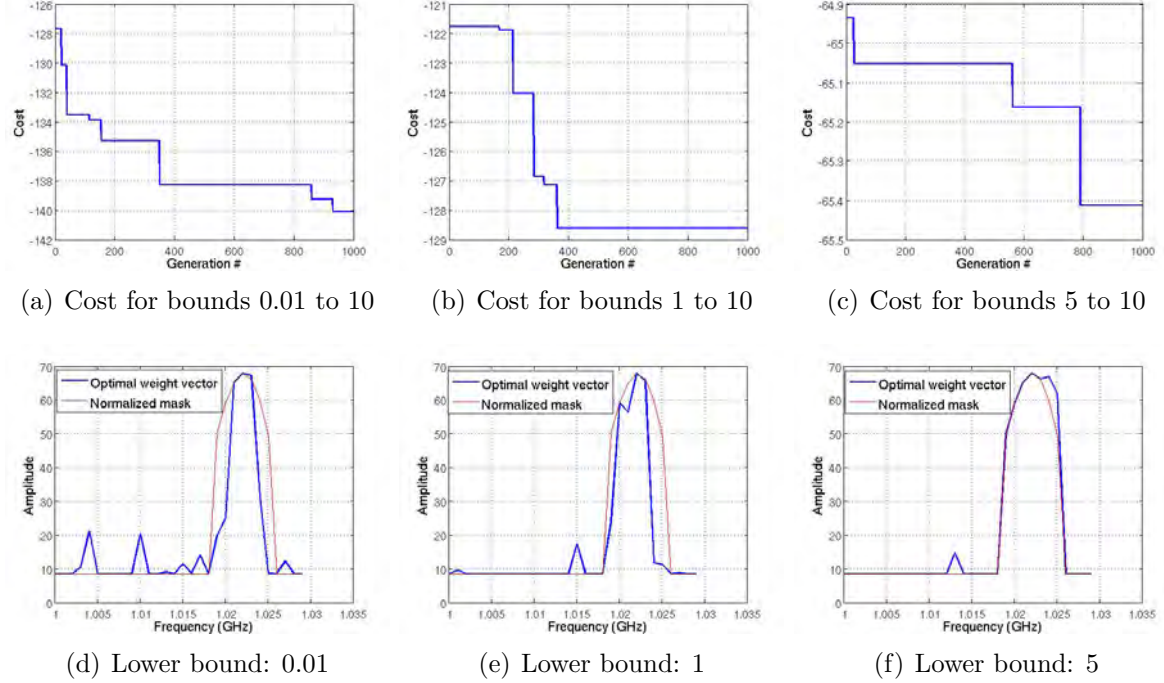 -126
-128
-130
-132
-134
-136
-138
-140
-142
Cost
0 200 400 600 800 1000
Generation #
(a) Cost for bounds 0.01 to 10
-121
-122
-123
-124
-125
-126
-127
-128
-129
Cost
0 200 400 600 800 1000
Generation #
(b) Cost for bounds 1 to 10
-64.9
-65
-65.1
-65.2
-65.3
-65.4
-65.5
Cost
0 200 400 600 800 1000
Generation #
(c) Cost for bounds 5 to 10
70
60
50
40
30
20
10
0
Amplitude
Optimal weight vector
Normalized mask
1 1.005 1.01 1.015 1.02 1.025 1.03 1.035
Frequency (GHz)
(d) Lower bound: 0.01
70
60
50
40
30
20
10
0
Amplitude
Optimal weight vector
Normalized mask
1 1.005 1.01 1.015 1.02 1.025 1.03 1.035
Frequency (GHz)
(e) Lower bound: 1
70
60
50
40
30
20
10
0
Amplitude
Optimal weight vector
Normalized mask
1 1.005 1.01 1.015 1.02 1.025 1.03 1.035
Frequency (GHz)
(f) Lower bound: 5